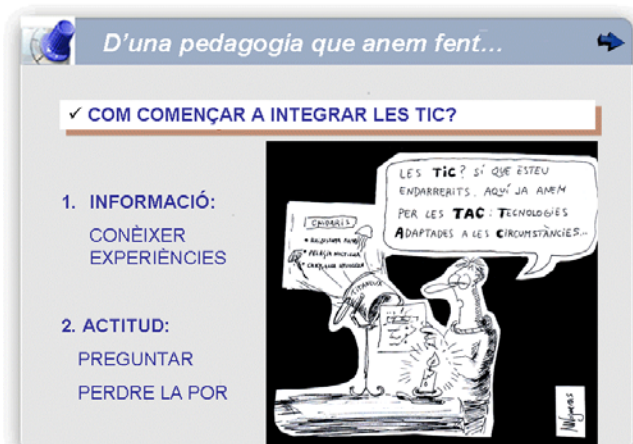 D'una pedagogia que anem fent...
✓ COM COMENÇAR A INTEGRAR LES TIC?
1. INFORMACIÓ:
CONÈIXER
EXPERIÈNCIES
2. ACTITUD:
PREGUNTAR
PERDRE LA POR
LES TIC? SÍ QUE ESTEU
ENDARRERITS. AQUÍ JA ANEM
PER LES TAC: TECNOLOGIES
ADAPTADES A LES CIRCUMSTÀNCIES...
CNIDARIS